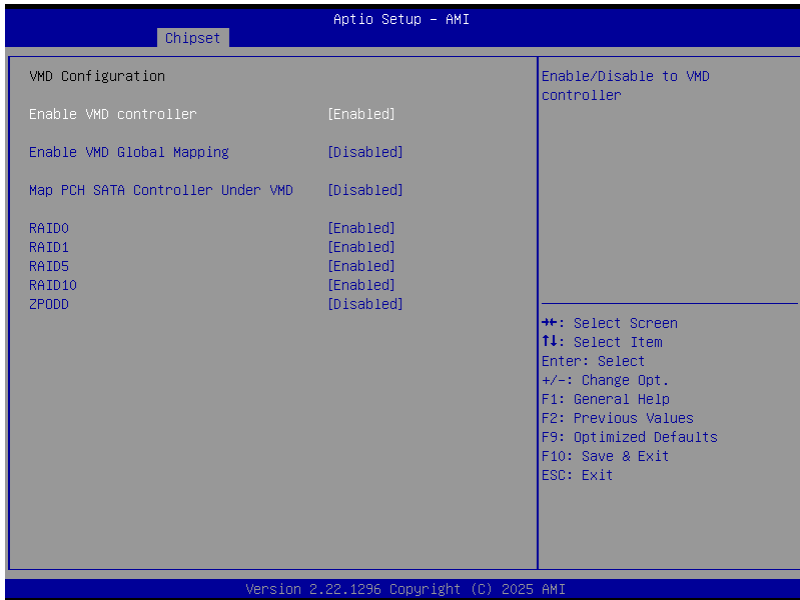 Aptio Setup – AMI
Chipset
VMD Configuration
Enable VMD controller [Enabled]
Enable VMD Global Mapping [Disabled]
Map PCH SATA Controller Under VMD [Disabled]
RAID0 [Enabled]
RAID1 [Enabled]
RAID5 [Enabled]
RAID10 [Enabled]
ZPODD [Disabled]
Enable/Disable to VMD
controller
→←: Select Screen
↑↓: Select Item
Enter: Select
+/-: Change Opt.
F1: General Help
F2: Previous Values
F9: Optimized Defaults
F10: Save & Exit
ESC: Exit
Version 2.22.1296 Copyright (C) 2025 AMI